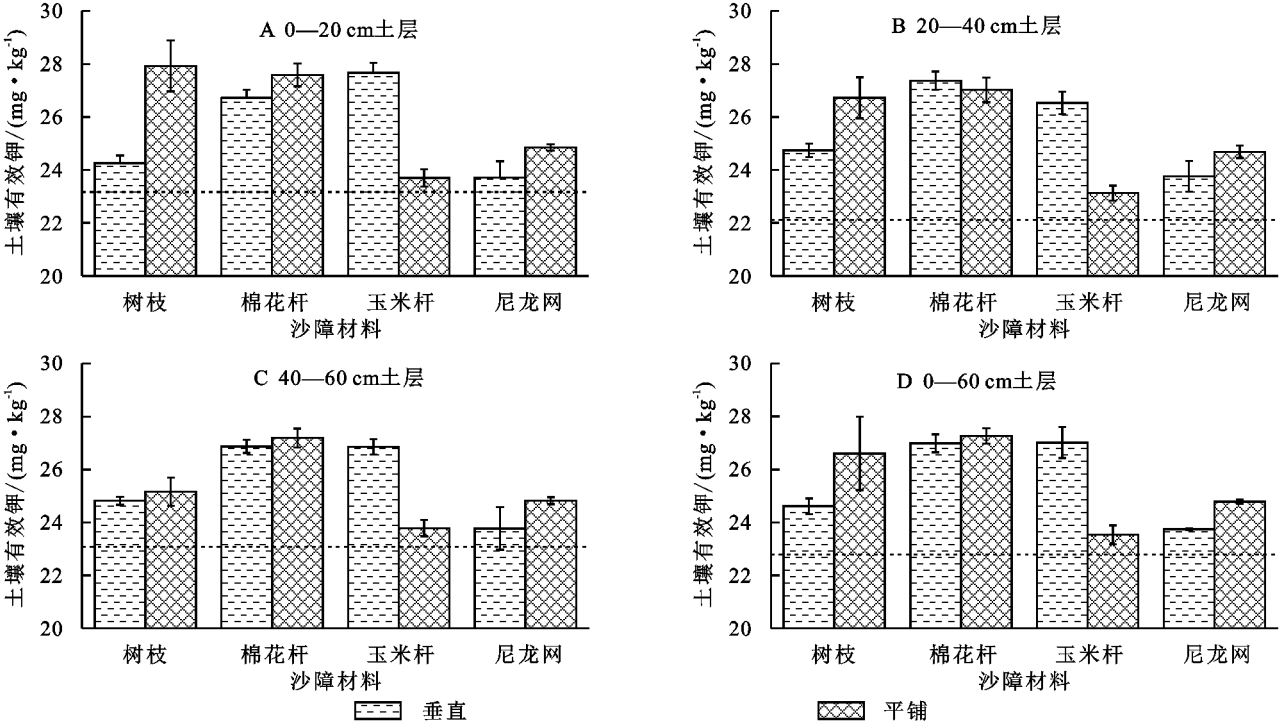 A 0—20 cm土层
土壤有效钾/(mg·kg⁻¹)
30
28
26
24
22
20
树枝 棉花杆 玉米杆 尼龙网
沙障材料
B 20—40 cm土层
土壤有效钾/(mg·kg⁻¹)
30
28
26
24
22
20
树枝 棉花杆 玉米杆 尼龙网
沙障材料
C 40—60 cm土层
土壤有效钾/(mg·kg⁻¹)
30
28
26
24
22
20
树枝 棉花杆 玉米杆 尼龙网
沙障材料
D 0—60 cm土层
土壤有效钾/(mg·kg⁻¹)
30
28
26
24
22
20
树枝 棉花杆 玉米杆 尼龙网
沙障材料
垂直 平铺